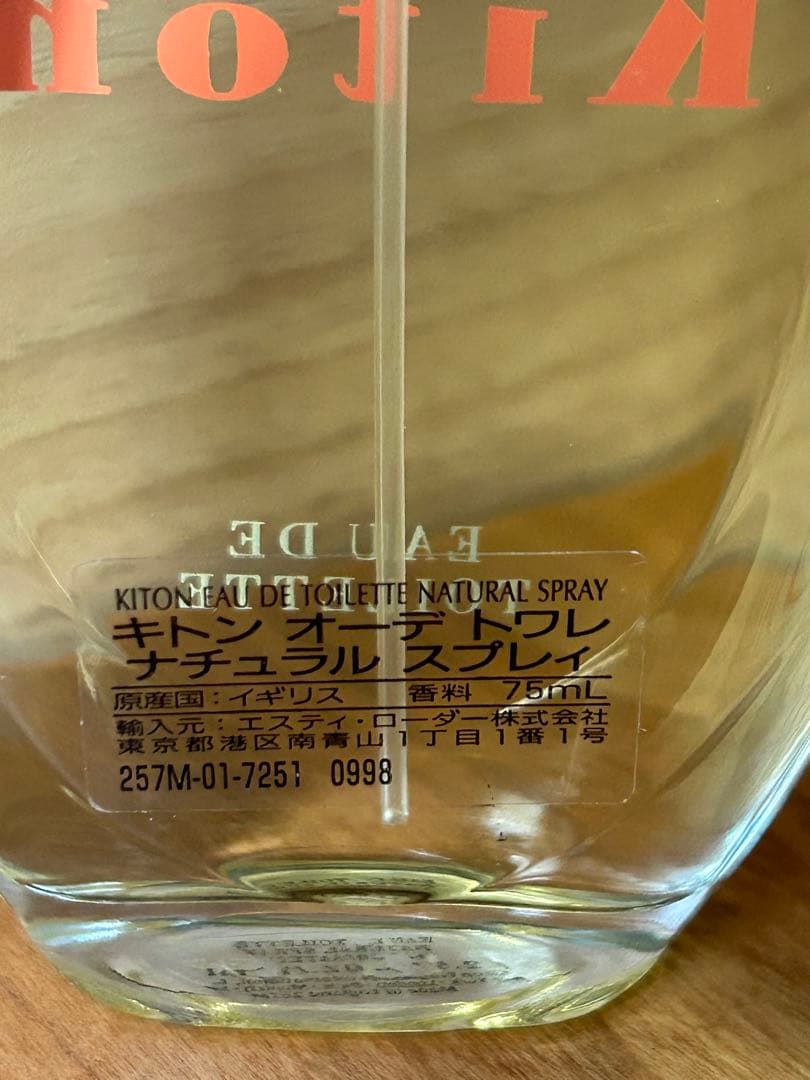 Kiton
EAU DE
TOILETTE
KITON EAU DE TOILETTE NATURAL SPRAY
キトン オーデ トワレ
ナチュラル スプレィ
原産国：イギリス 香料 75mL
輸入元：エスティ・ローダー株式会社
東京都港区南青山1丁目1番1号
257M-01-7251 0998